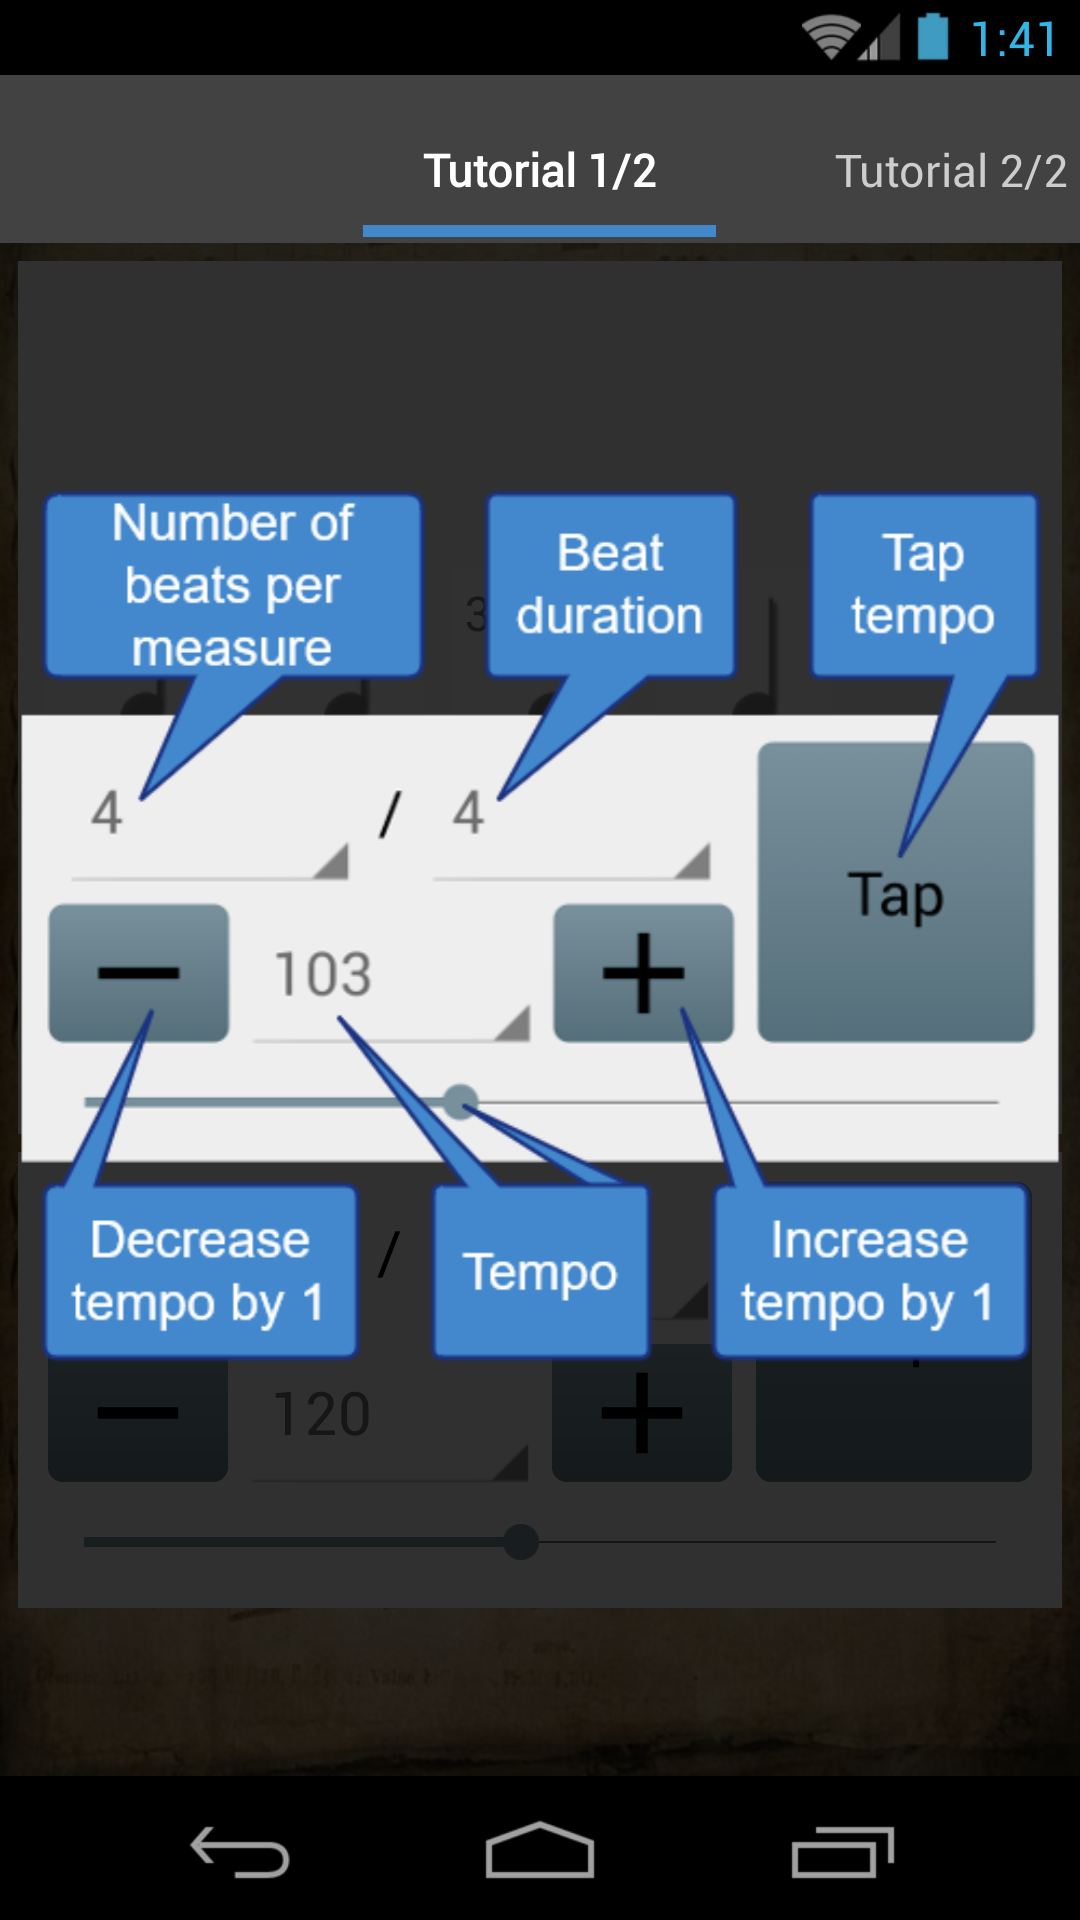 1:41
Tutorial 1/2
Tutorial 2/2
Number of
beats per
measure
Beat
duration
Tap
tempo
3
4 / 4
Tap
103
Decrease
tempo by 1
/
Tempo
Increase
tempo by 1
120